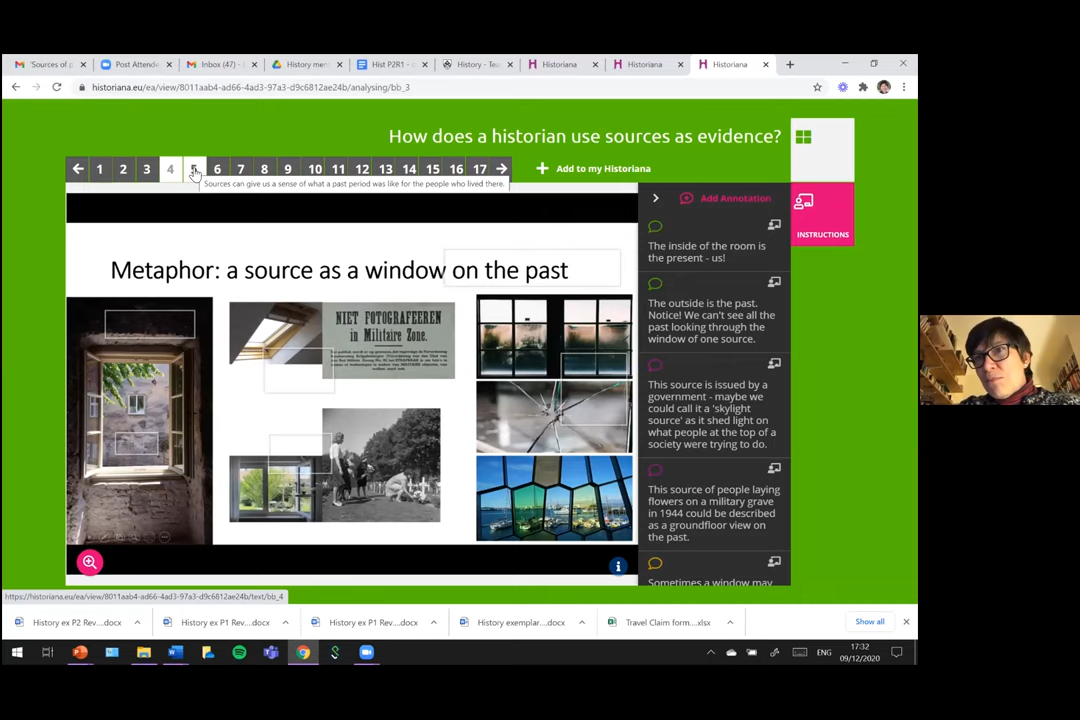 'Sources of p
Post Attende
Inbox (47) -
History me
Hist P2R1 -
History - Tea
Historiana
Historiana
Historiana
historiana.eu/ea/view/8011aab4-ad66-4ad3-97a3-d9c6812ae24b/analysing/bb_3
How does a historian use sources as evidence?
1 2 3 4 5 6 7 8 9 10 11 12 13 14 15 16 17
Add to my Historiana
Sources can give us a sense of what a past period was like for the people who lived there.
Add Annotation
INSTRUCTIONS
The inside of the room is
the present - us!
Metaphor: a source as a window on the past
The outside is the past.
Notice! We can't see all the
past looking through the
window of one source.
NIET FOTOGRAFEEREN
in Militaire Zone.
This source is issued by a
government - maybe we
could call it a 'skylight
source' as it shed light on
what people at the top of a
society were trying to do.
This source of people laying
flowers on a military grave
in 1944 could be described
as a groundfloor view on
the past.
Sometimes a window may
https://historiana.eu/ea/view/8011aab4-ad66-4ad3-97a3-d9c6812ae24b/text/bb_4
History ex P2 Rev....docx
History ex P1 Rev....docx
History ex P1 Rev....docx
History exemplar....docx
Travel Claim form....xlsx
Show all
ENG
17:32
09/12/2020